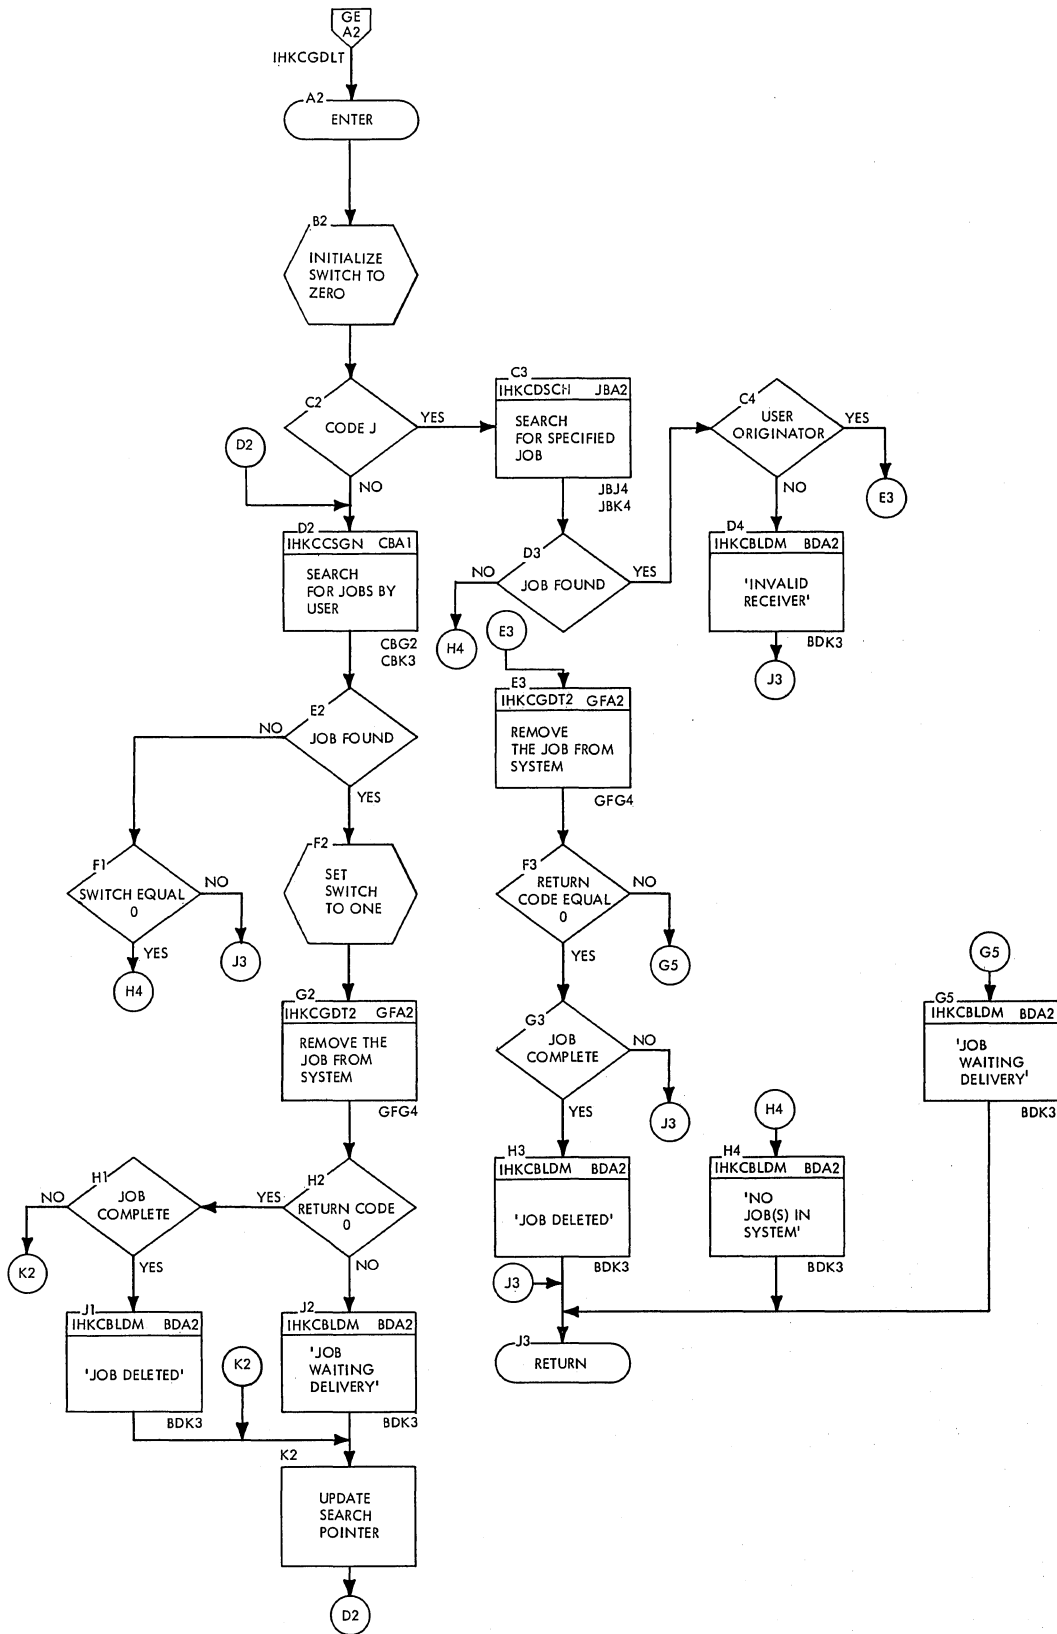 GE
A2
IHKCGDLT
A2
ENTER
B2
INITIALIZE
SWITCH TO
ZERO
C2
CODE J
YES
NO
D2
C3
IHKCDSCH JBA2
SEARCH
FOR SPECIFIED
JOB
JBJ4
JBK4
C4
USER
ORIGINATOR
YES
NO
E3
D2
IHKCCSGN CBA1
SEARCH
FOR JOBS BY
USER
CBG2
CBK3
D3
JOB FOUND
NO
YES
H4
D4
IHKCBLDM BDA2
'INVALID
RECEIVER'
BDK3
J3
E3
E3
IHKCGDT2 GFA2
REMOVE
THE JOB FROM
SYSTEM
GFG4
E2
JOB FOUND
NO
YES
F1
SWITCH EQUAL
0
NO
YES
J3
H4
F2
SET
SWITCH
TO ONE
F3
RETURN
CODE EQUAL
0
NO
YES
G5
G2
IHKCGDT2 GFA2
REMOVE THE
JOB FROM
SYSTEM
GFG4
G3
JOB
COMPLETE
NO
YES
J3
G5
G5
IHKCBLDM BDA2
'JOB
WAITING
DELIVERY'
BDK3
H4
H1
JOB
COMPLETE
NO
YES
K2
H2
RETURN CODE
0
YES
NO
H3
IHKCBLDM BDA2
'JOB DELETED'
BDK3
H4
IHKCBLDM BDA2
'NO
JOB(S) IN
SYSTEM'
BDK3
J3
J1
IHKCBLDM BDA2
'JOB DELETED'
BDK3
K2
J2
IHKCBLDM BDA2
'JOB
WAITING
DELIVERY'
BDK3
J3
RETURN
K2
UPDATE
SEARCH
POINTER
D2